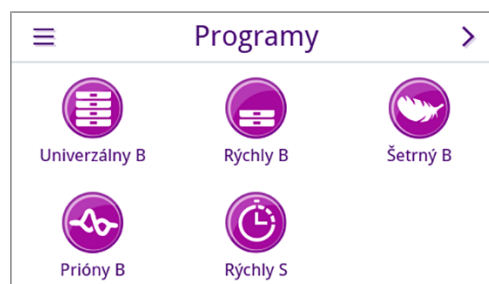 Programy
Univerzálny B
Rýchly B
Šetrný B
Prióny B
Rýchly S